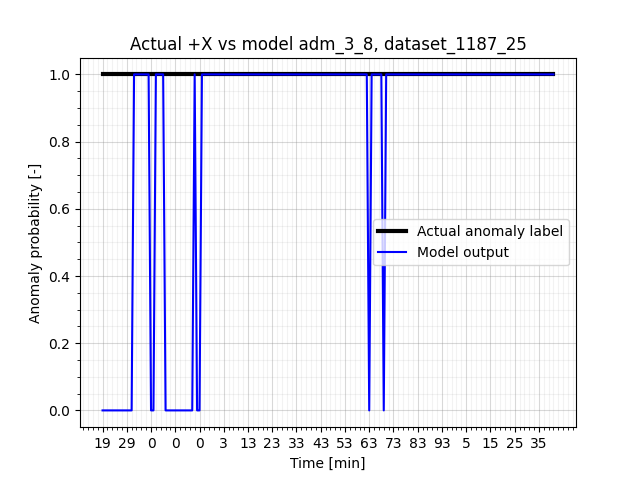 Actual +X vs model adm_3_8, dataset_1187_25
Anomaly probability [-]
1.0
0.8
0.6
0.4
0.2
0.0
Actual anomaly label
Model output
19 29 0 0 0 3 13 23 33 43 53 63 73 83 93 5 15 25 35
Time [min]